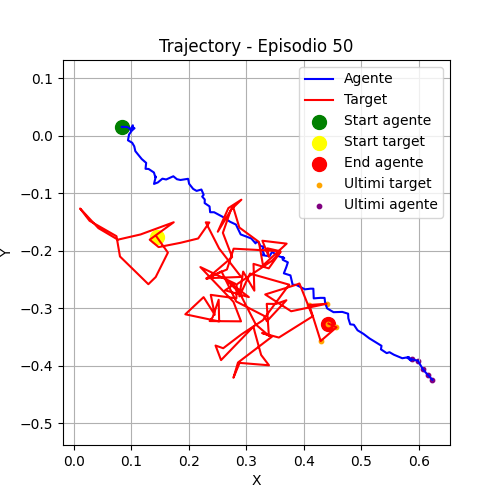 Trajectory - Episodio 50
Agente
Target
Start agente
Start target
End agente
Ultimi target
Ultimi agente
0.1
0.0
−0.1
−0.2
−0.3
−0.4
−0.5
Y
0.0 0.1 0.2 0.3 0.4 0.5 0.6
X